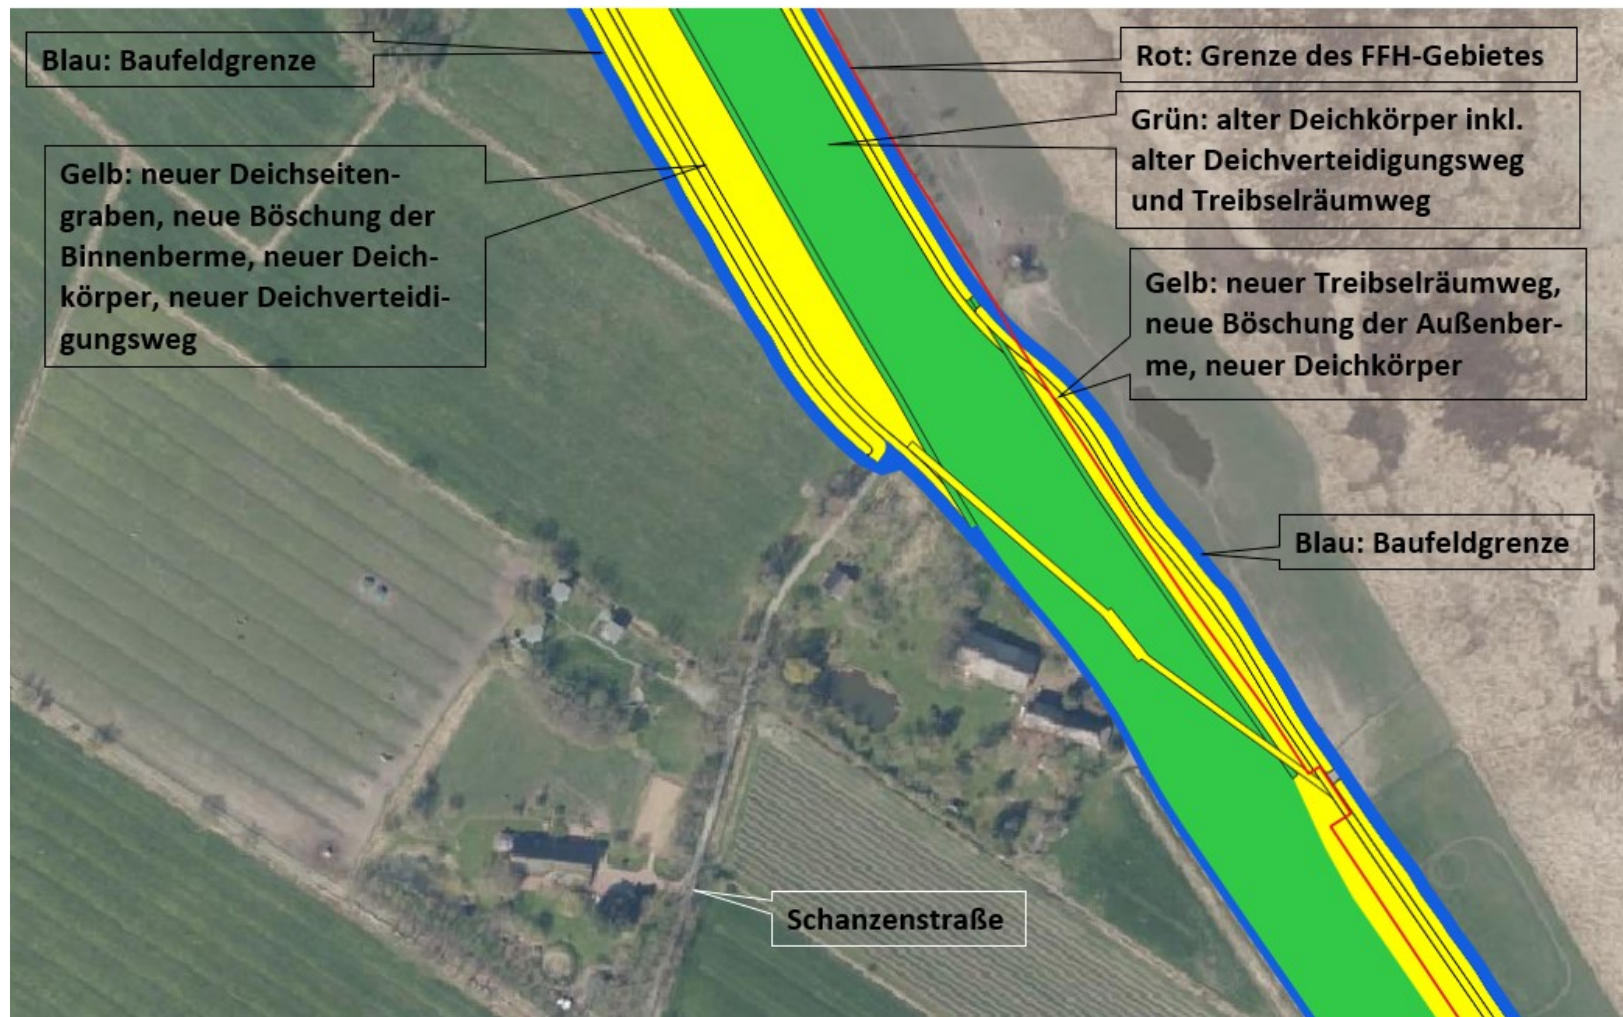 Blau: Baufeldgrenze
Rot: Grenze des FFH-Gebietes
Grün: alter Deichkörper inkl.
alter Deichverteidigungsweg
und Treibselräumweg
Gelb: neuer Deichseiten-
graben, neue Böschung der
Binnenberme, neuer Deich-
körper, neuer Deichverteidi-
gungsweg
Gelb: neuer Treibselräumweg,
neue Böschung der Außenber-
me, neuer Deichkörper
Blau: Baufeldgrenze
Schanzenstraße